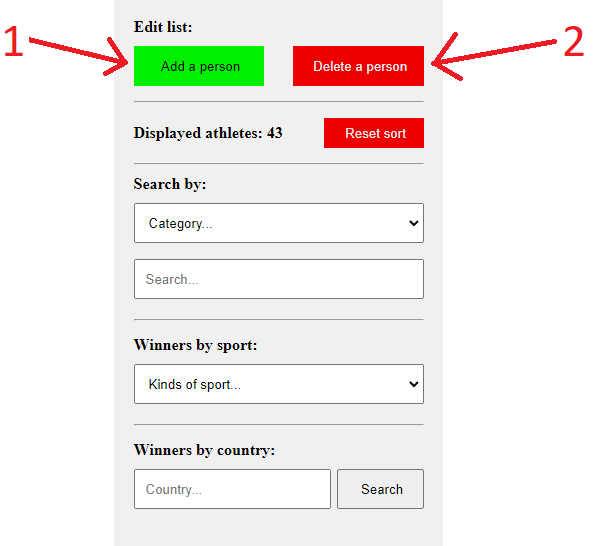 Edit list:
1 Add a person Delete a person 2
Displayed athletes: 43 Reset sort
Search by:
Category...
Search...
Winners by sport:
Kinds of sport...
Winners by country:
Country... Search